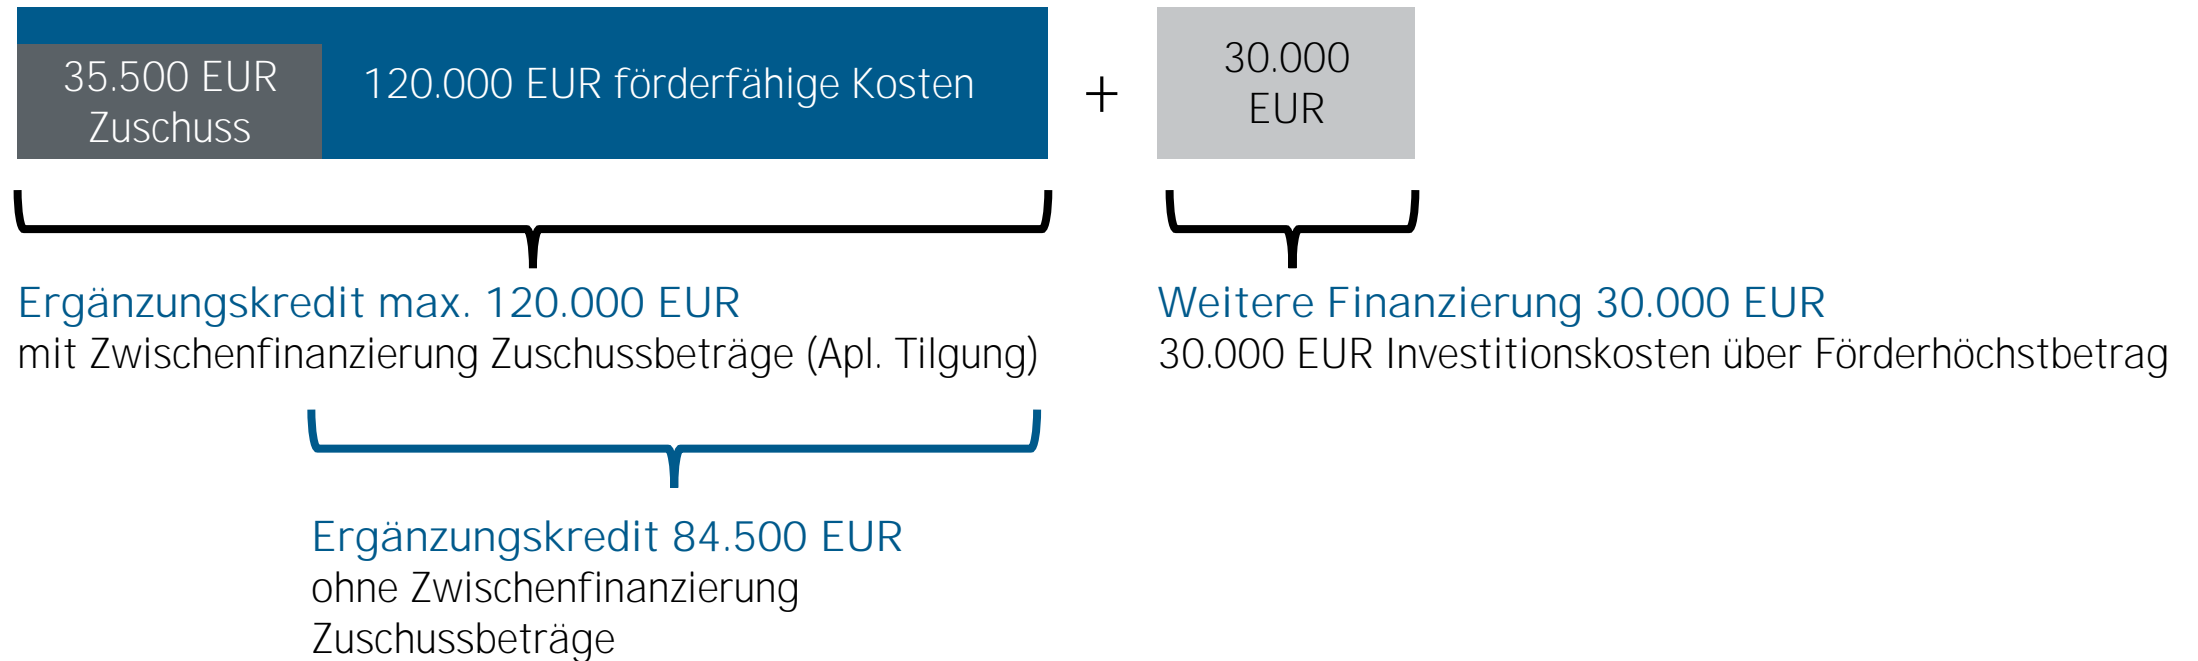 35.500 EUR
Zuschuss
120.000 EUR förderfähige Kosten
+
30.000
EUR
Ergänzungskredit max. 120.000 EUR
mit Zwischenfinanzierung Zuschussbeträge (Apl. Tilgung)
Weitere Finanzierung 30.000 EUR
30.000 EUR Investitionskosten über Förderhöchstbetrag
Ergänzungskredit 84.500 EUR
ohne Zwischenfinanzierung
Zuschussbeträge